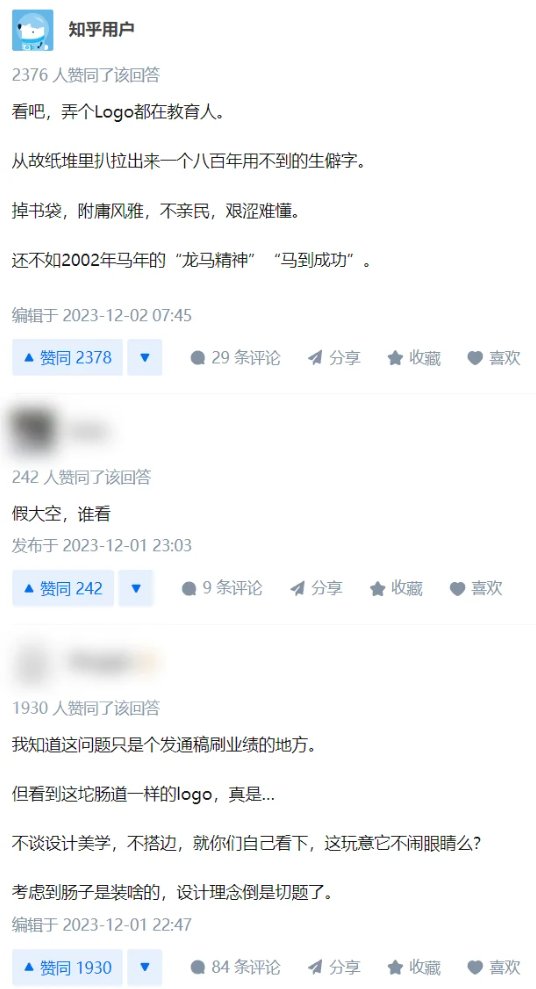 知乎用户
2376 人赞同了该回答
看吧，弄个Logo都在教育人。
从故纸堆里扒拉出来一个八百年用不到的生僻字。
掉书袋，附庸风雅，不亲民，艰涩难懂。
还不如2002年马年的“龙马精神”“马到成功”。
编辑于 2023-12-02 07:45
赞同 2378 29 条评论 分享 收藏 喜欢
242 人赞同了该回答
假大空，谁看
发布于 2023-12-01 23:03
赞同 242 9 条评论 分享 收藏 喜欢
1930 人赞同了该回答
我知道这问题只是个发通稿刷业绩的地方。
但看到这坨肠道一样的logo，真是...
不谈设计美学，不搭边，就你们自己看下，这玩意它不闹眼睛么？
考虑到肠子是装啥的，设计理念倒是切题了。
编辑于 2023-12-01 22:47
赞同 1930 84 条评论 分享 收藏 喜欢